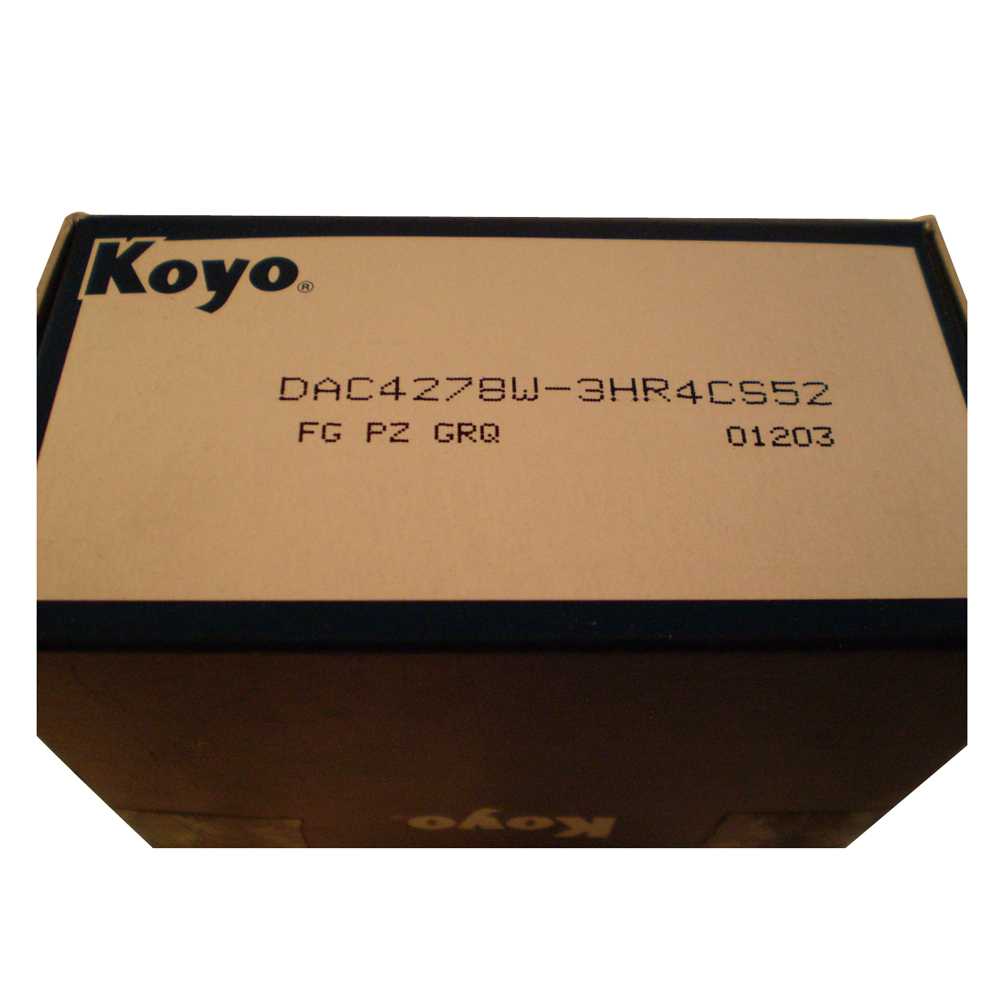 Koyo®
DAC4278W-3HR4CS52
FG PZ GRQ 01203
Koyo